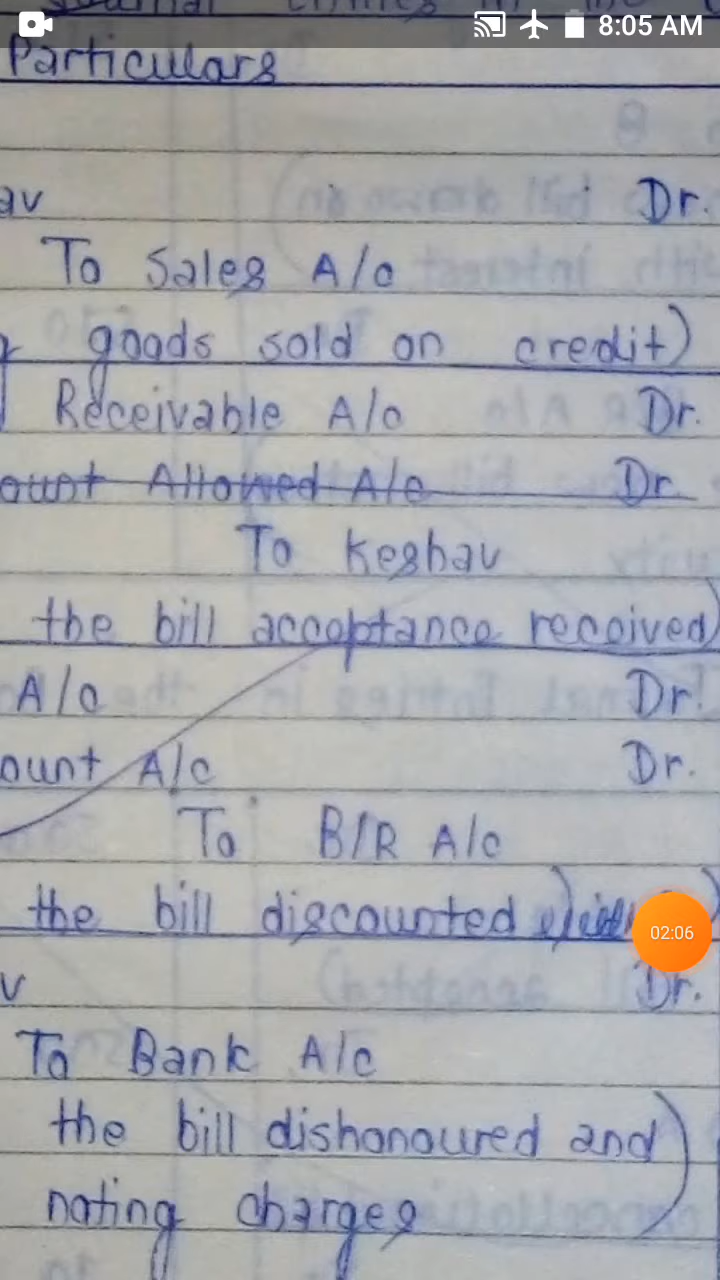 8:05 AM
Particulars
av Dr.
To Sales A/c
goods sold on credit)
Receivable A/c Dr.
ount Allowed A/c Dr
To Keshav
the bill acceptance received)
A/c Dr.
ount A/c Dr.
To B/R A/c
the bill discounted
02:06
v Dr.
To Bank A/c
the bill dishonoured and
noting charges)